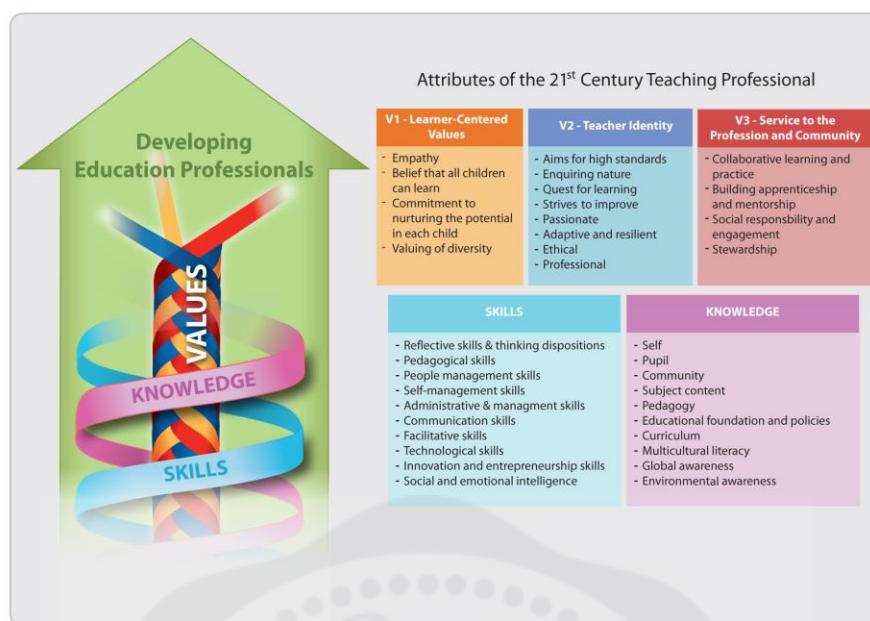 Developing
Education Professionals
VALUES
KNOWLEDGE
SKILLS
Attributes of the 21st Century Teaching Professional
V1 - Learner-Centered
Values
- Empathy
- Belief that all children
can learn
- Commitment to
nurturing the potential
in each child
- Valuing of diversity
V2 - Teacher Identity
- Aims for high standards
- Enquiring nature
- Quest for learning
- Strives to improve
- Passionate
- Adaptive and resilient
- Ethical
- Professional
V3 - Service to the
Profession and Community
- Collaborative learning and
practice
- Building apprenticeship
and mentorship
- Social responsbility and
engagement
- Stewardship
SKILLS
- Reflective skills & thinking dispositions
- Pedagogical skills
- People management skills
- Self-management skills
- Administrative & managment skills
- Communication skills
- Facilitative skills
- Technological skills
- Innovation and entrepreneurship skills
- Social and emotional intelligence
KNOWLEDGE
- Self
- Pupil
- Community
- Subject content
- Pedagogy
- Educational foundation and policies
- Curriculum
- Multicultural literacy
- Global awareness
- Environmental awareness